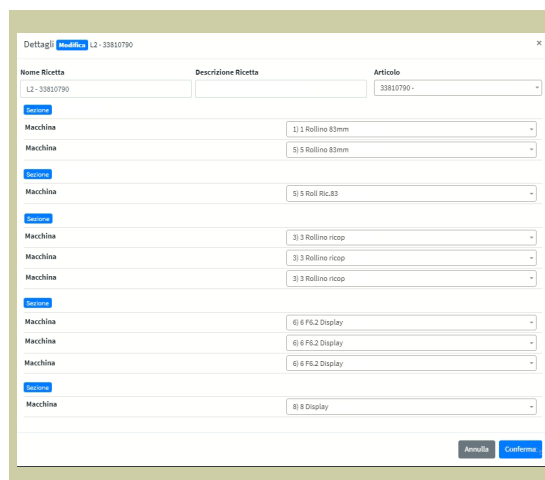 Dettagli Modifica L2 - 33810790 ×
Nome Ricetta Descrizione Ricetta Articolo
L2 - 33810790 33810790 -
Sezione
Macchina 1) 1 Rollino 83mm
Macchina 5) 5 Rollino 83mm
Sezione
Macchina 5) 5 Roll Ric.83
Sezione
Macchina 3) 3 Rollino ricop
Macchina 3) 3 Rollino ricop
Macchina 3) 3 Rollino ricop
Sezione
Macchina 6) 6 F6.2 Display
Macchina 6) 6 F6.2 Display
Macchina 6) 6 F6.2 Display
Sezione
Macchina 8) 8 Display
Annulla Conferma